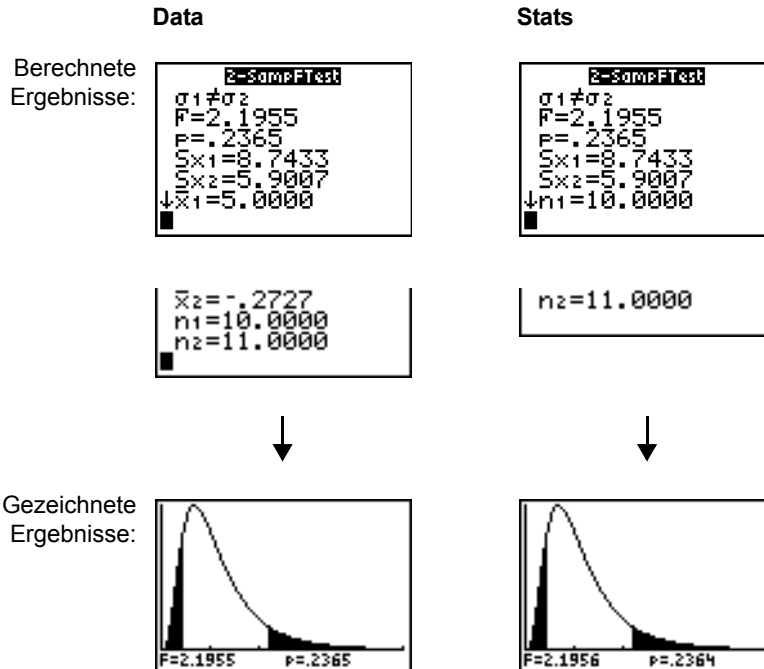 Data
Stats
Berechnete
Ergebnisse:
2-SampFTest
σ1≠σ2
F=2.1955
p=.2365
Sx1=8.7433
Sx2=5.9007
↓x̄1=5.0000
2-SampFTest
σ1≠σ2
F=2.1955
p=.2365
Sx1=8.7433
Sx2=5.9007
↓n1=10.0000
x̄2=-.2727
n1=10.0000
n2=11.0000
n2=11.0000
Gezeichnete
Ergebnisse:
F=2.1955 p=.2365
F=2.1956 p=.2364